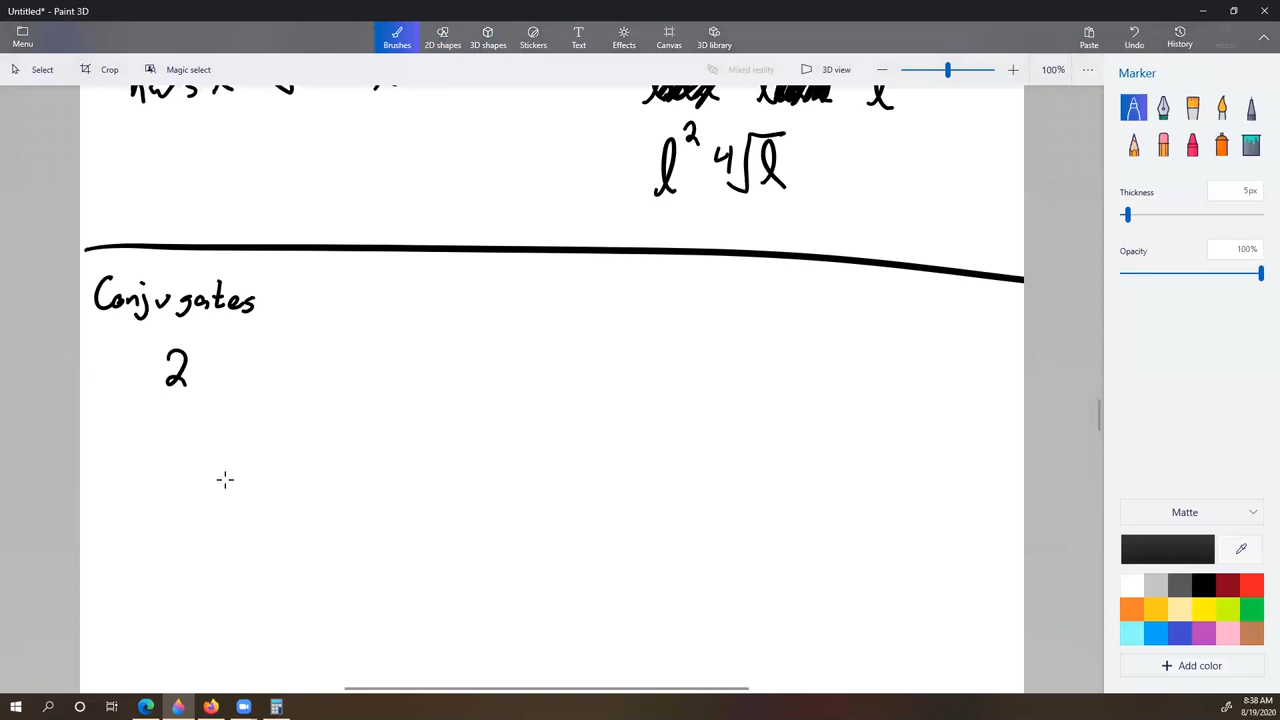 Untitled* - Paint 3D
Menu
Brushes 2D shapes 3D shapes Stickers Text Effects Canvas 3D library Paste Undo History
Select Crop Magic select Mixed reality 3D view 100%
Marker
l² ⁴√l
Thickness 5px
Opacity 100%
Conjugates
2
Matte
Add color
8:38 AM
8/19/2020